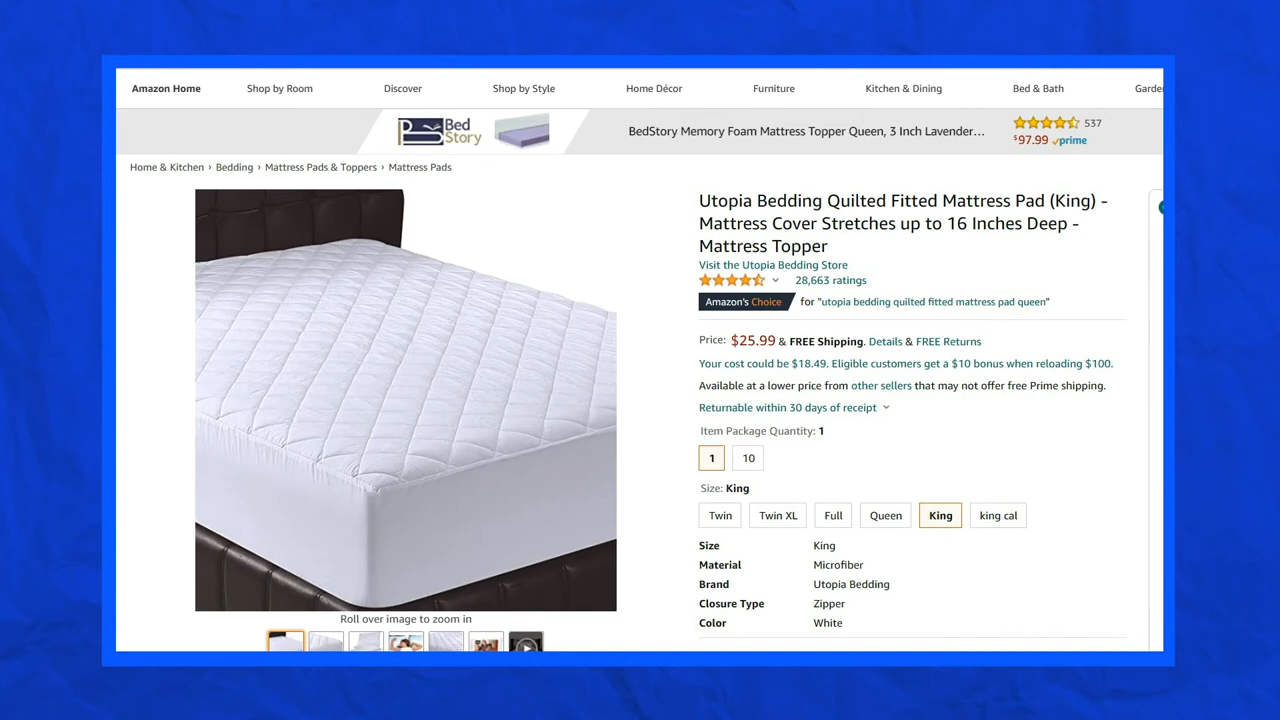 Amazon Home Shop by Room Discover Shop by Style Home Décor Furniture Kitchen & Dining Bed & Bath Garde
Bed
Story
BedStory Memory Foam Mattress Topper Queen, 3 Inch Lavender...
537
$97.99 prime
Home & Kitchen › Bedding › Mattress Pads & Toppers › Mattress Pads
Utopia Bedding Quilted Fitted Mattress Pad (King) -
Mattress Cover Stretches up to 16 Inches Deep -
Mattress Topper
Visit the Utopia Bedding Store
28,663 ratings
Amazon's Choice for "utopia bedding quilted fitted mattress pad queen"
Price: $25.99 & FREE Shipping. Details & FREE Returns
Your cost could be $18.49. Eligible customers get a $10 bonus when reloading $100.
Available at a lower price from other sellers that may not offer free Prime shipping.
Returnable within 30 days of receipt
Item Package Quantity: 1
1 10
Size: King
Twin Twin XL Full Queen King king cal
Size King
Material Microfiber
Brand Utopia Bedding
Closure Type Zipper
Color White
Roll over image to zoom in